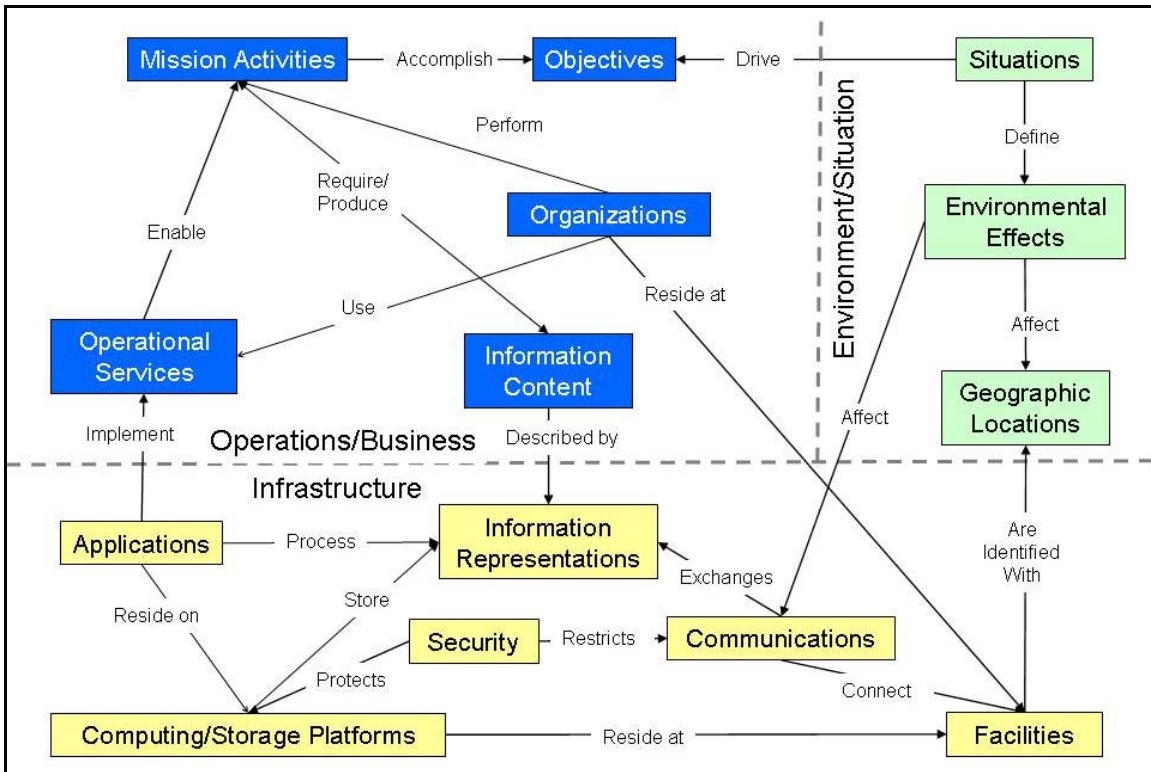 Mission Activities
Accomplish
Objectives
Drive
Situations
Perform
Define
Require/
Produce
Organizations
Environmental
Effects
Enable
Environment/Situation
Use
Reside at
Operational
Services
Information
Content
Affect
Geographic
Locations
Implement
Operations/Business
Described by
Affect
Infrastructure
Applications
Process
Information
Representations
Are
Identified
With
Exchanges
Reside on
Store
Security
Restricts
Communications
Protects
Connect
Computing/Storage Platforms
Reside at
Facilities